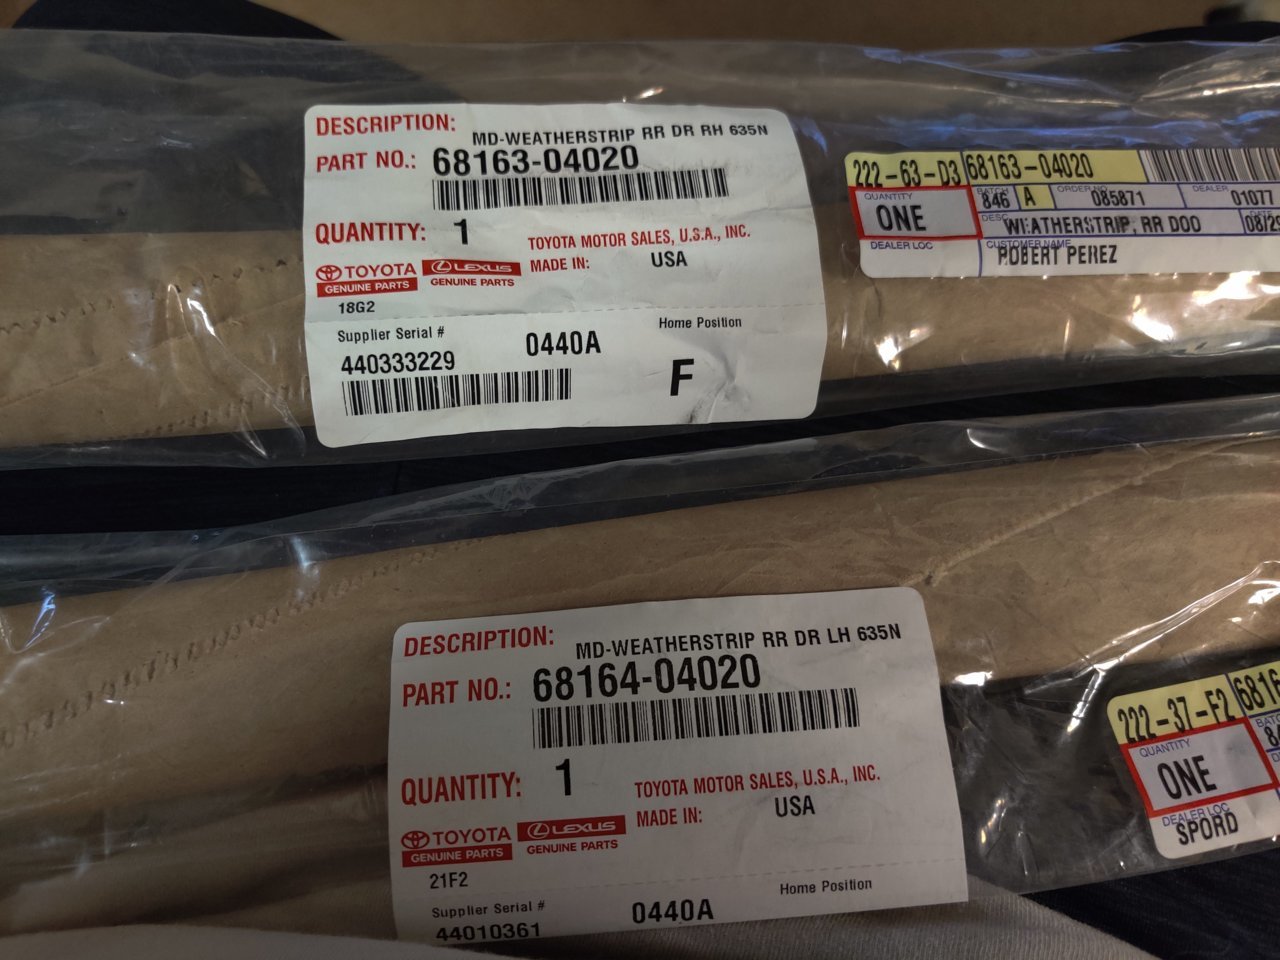 DESCRIPTION: MD-WEATHERSTRIP RR DR RH 635N
PART NO.: 68163-04020
QUANTITY: 1
TOYOTA MOTOR SALES, U.S.A., INC.
MADE IN: USA
TOYOTA
GENUINE PARTS
LEXUS
GENUINE PARTS
18G2
Supplier Serial #
440333229
0440A
Home Position
F
222-63-D3 68163-04020
QUANTITY
ONE
BATCH
846 A
ORDER NO.
085871
DEALER
01077
DESC.
WEATHERSTRIP, RR DOO
DATE
DEALER LOC
CUSTOMER NAME
ROBERT PEREZ
DESCRIPTION: MD-WEATHERSTRIP RR DR LH 635N
PART NO.: 68164-04020
QUANTITY: 1
TOYOTA MOTOR SALES, U.S.A., INC.
MADE IN: USA
TOYOTA
GENUINE PARTS
LEXUS
GENUINE PARTS
21F2
Supplier Serial #
44010361
0440A
Home Position
222-37-F2 6816
QUANTITY
ONE
DEALER LOC
SPORD